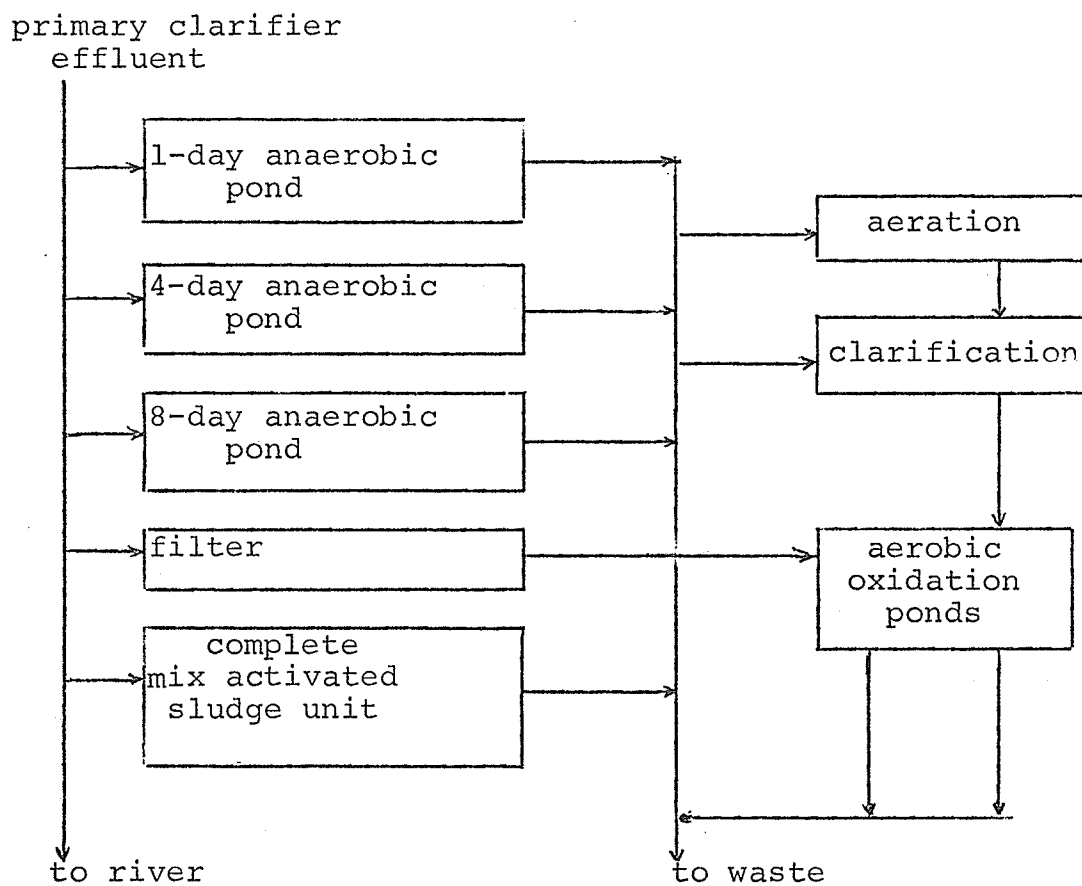 primary clarifier
effluent
1-day anaerobic
pond
4-day anaerobic
pond
8-day anaerobic
pond
filter
complete
mix activated
sludge unit
aeration
clarification
aerobic
oxidation
ponds
to river
to waste